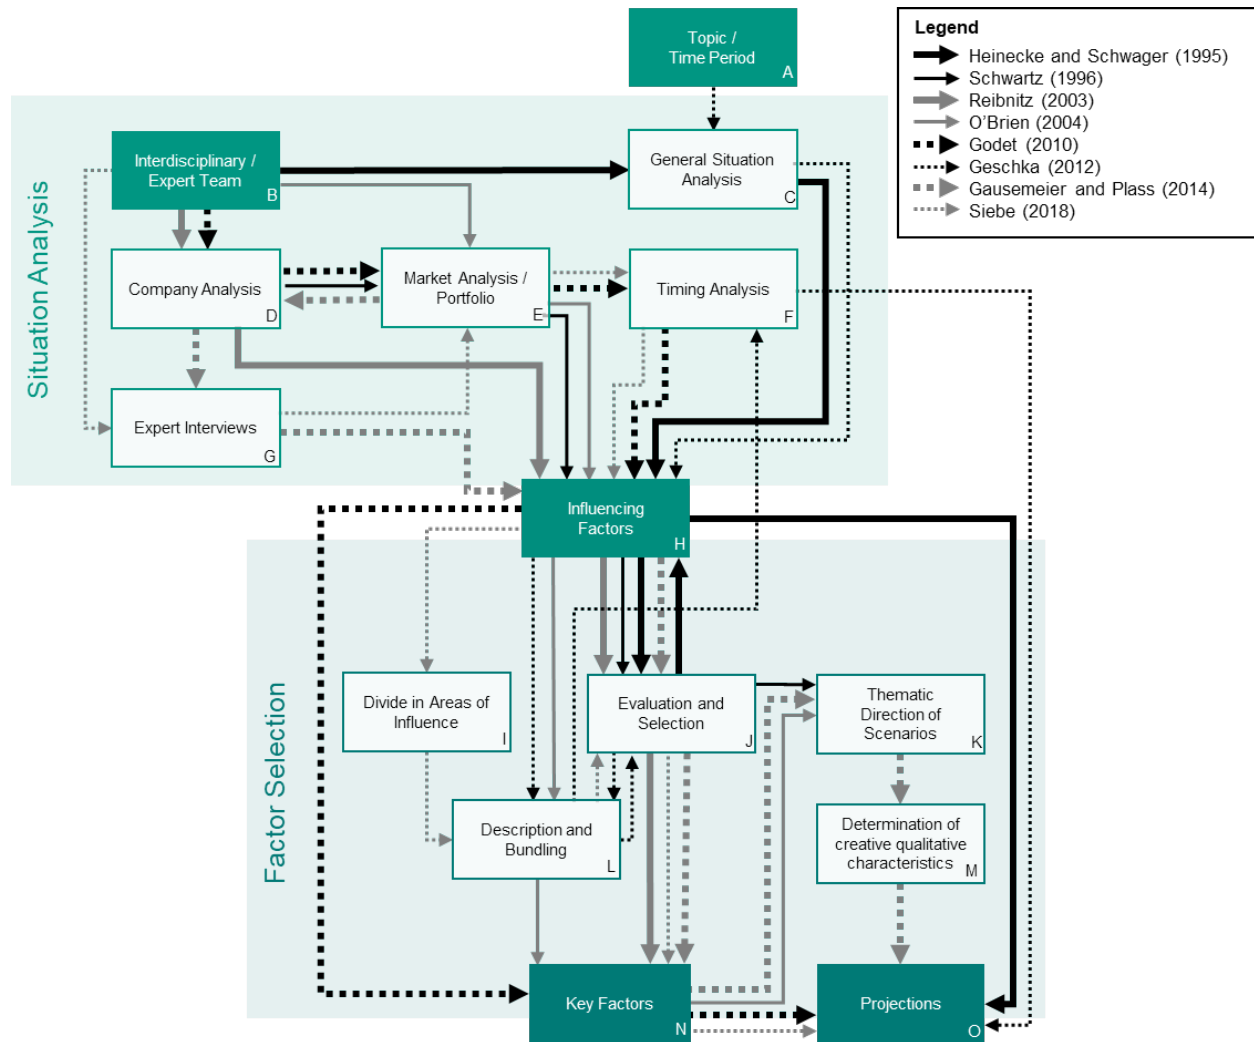 Topic /
Time Period
A
Legend
Heinecke and Schwager (1995)
Schwartz (1996)
Reibnitz (2003)
O'Brien (2004)
Godet (2010)
Geschka (2012)
Gausemeier and Plass (2014)
Siebe (2018)
Situation Analysis
Interdisciplinary /
Expert Team
B
General Situation
Analysis
C
Company Analysis
D
Market Analysis /
Portfolio
E
Timing Analysis
F
Expert Interviews
G
Influencing
Factors
H
Factor Selection
Divide in Areas of
Influence
I
Evaluation and
Selection
J
Thematic
Direction of
Scenarios
K
Description and
Bundling
L
Determination of
creative qualitative
characteristics
M
Key Factors
N
Projections
O